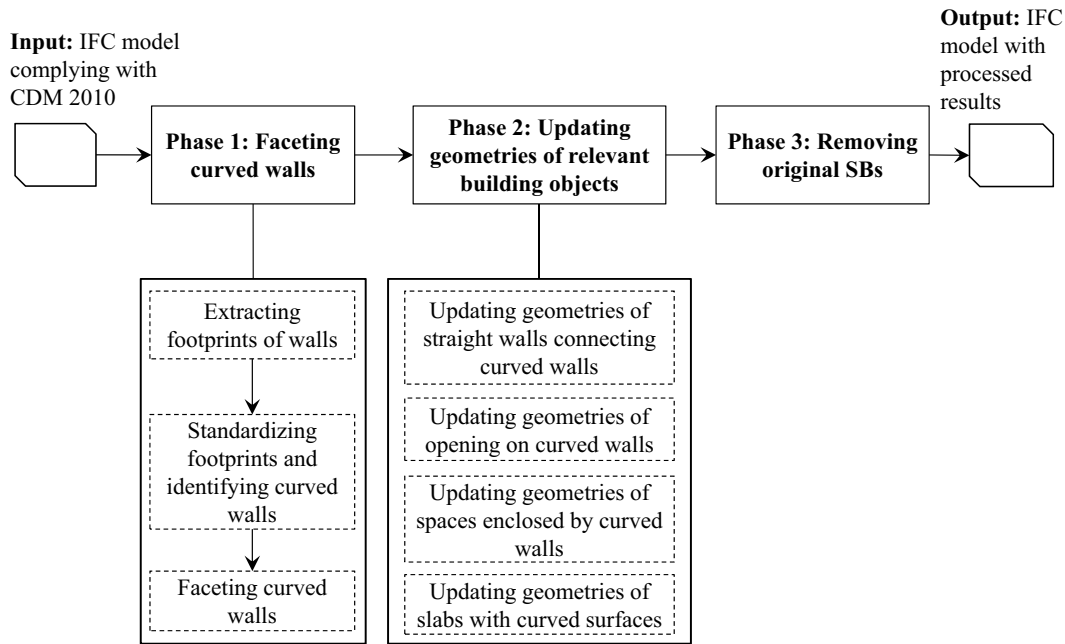 Input: IFC model
complying with
CDM 2010
Phase 1: Faceting
curved walls
Phase 2: Updating
geometries of relevant
building objects
Phase 3: Removing
original SBs
Output: IFC
model with
processed
results
Extracting
footprints of walls
Standardizing
footprints and
identifying curved
walls
Faceting curved
walls
Updating geometries of
straight walls connecting
curved walls
Updating geometries of
opening on curved walls
Updating geometries of
spaces enclosed by curved
walls
Updating geometries of
slabs with curved surfaces